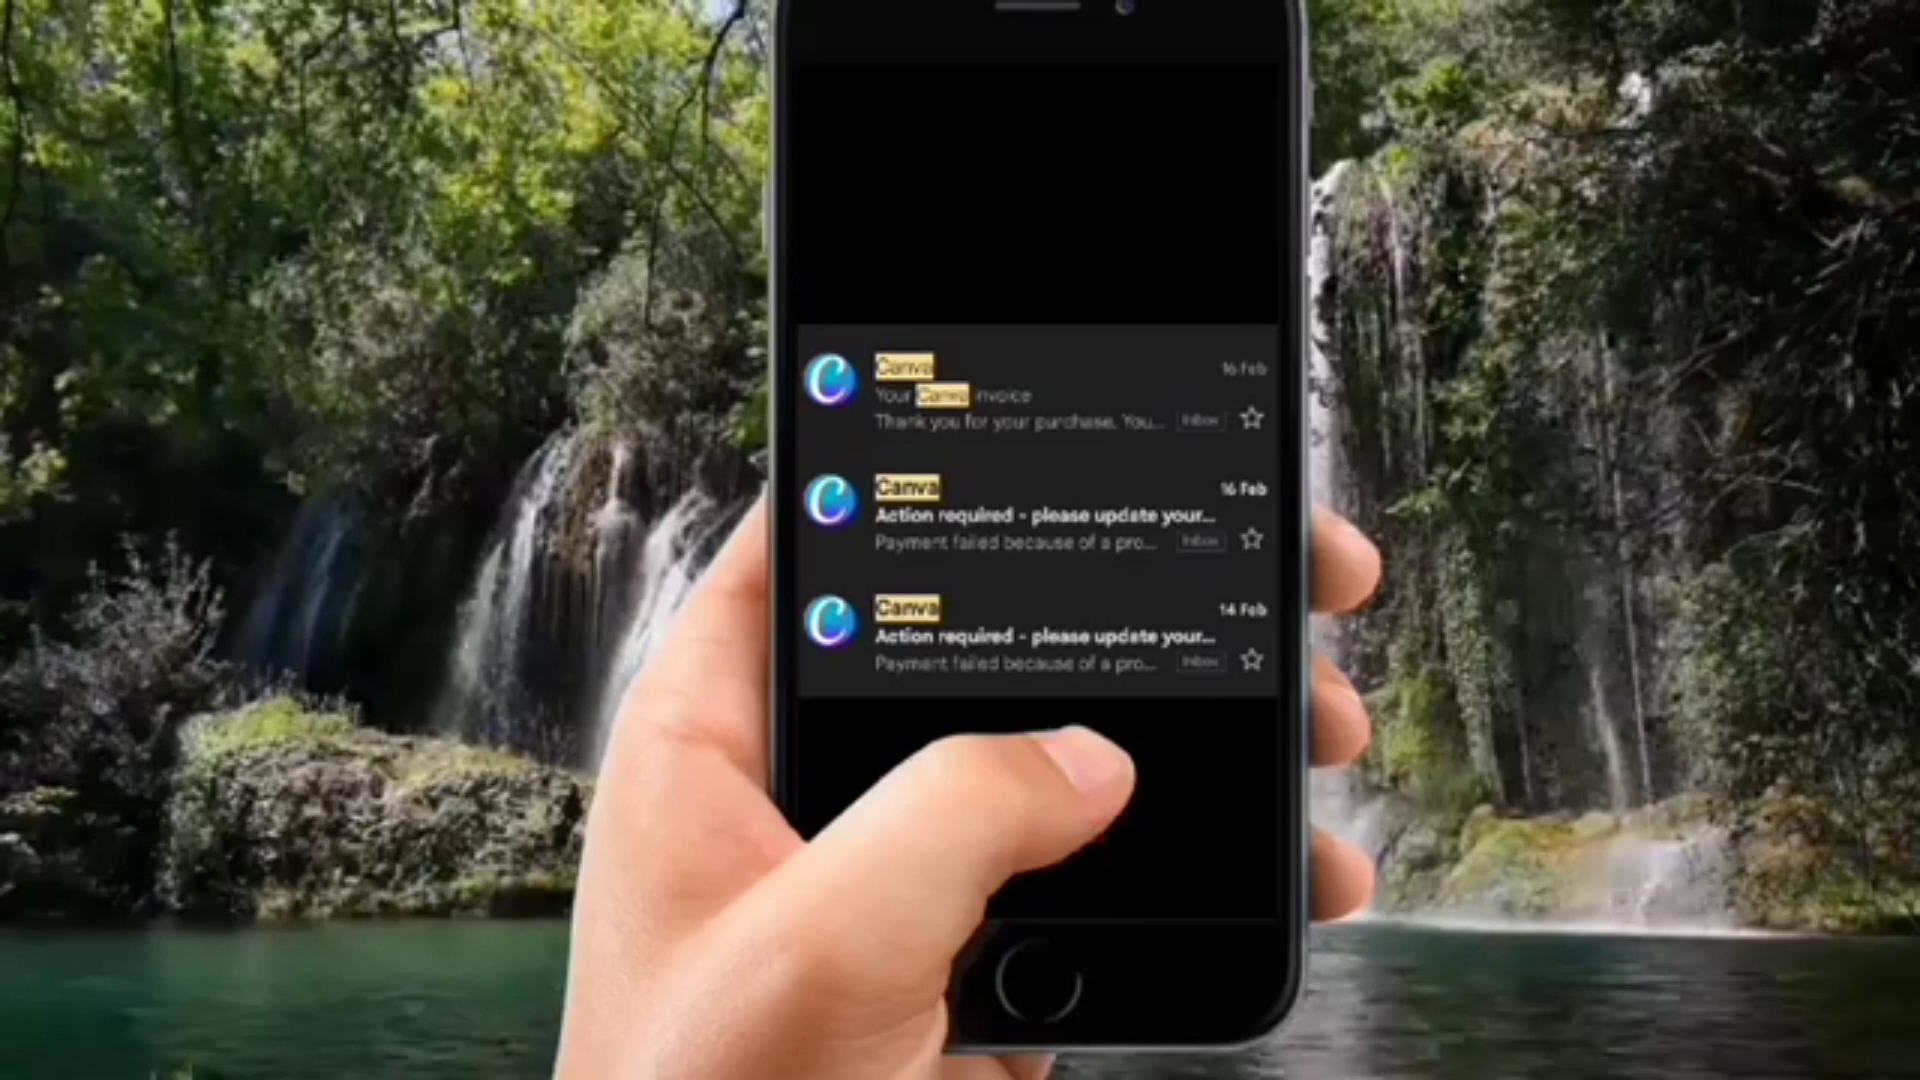 Canva
16 Feb
Your Canva invoice
Thank you for your purchase. You...
Inbox
Canva
16 Feb
Action required - please update your...
Payment failed because of a pro...
Inbox
Canva
14 Feb
Action required - please update your...
Payment failed because of a pro...
Inbox